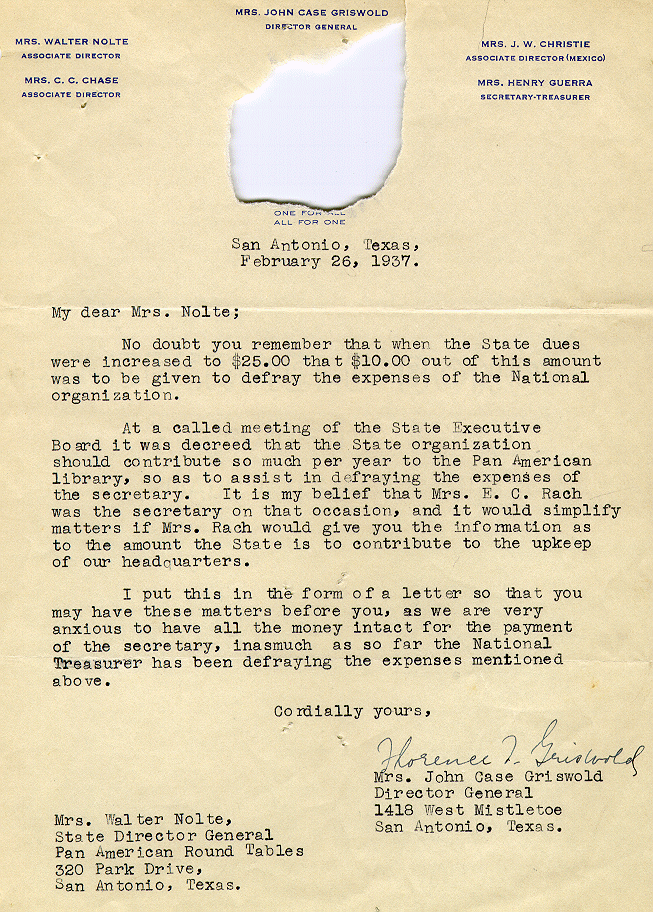 MRS. JOHN CASE GRISWOLD
DIRECTOR GENERAL
MRS. WALTER NOLTE
ASSOCIATE DIRECTOR
MRS. C. C. CHASE
ASSOCIATE DIRECTOR
MRS. J. W. CHRISTIE
ASSOCIATE DIRECTOR (MEXICO)
MRS. HENRY GUERRA
SECRETARY-TREASURER
ONE FOR ALL
ALL FOR ONE
San Antonio, Texas,
February 26, 1937.
My dear Mrs. Nolte;
No doubt you remember that when the State dues
were increased to $25.00 that $10.00 out of this amount
was to be given to defray the expenses of the National
organization.
At a called meeting of the State Executive
Board it was decreed that the State organization
should contribute so much per year to the Pan American
library, so as to assist in defraying the expenses of
the secretary. It is my belief that Mrs. E. C. Rach
was the secretary on that occasion, and it would simplify
matters if Mrs. Rach would give you the information as
to the amount the State is to contribute to the upkeep
of our headquarters.
I put this in the form of a letter so that you
may have these matters before you, as we are very
anxious to have all the money intact for the payment
of the secretary, inasmuch as so far the National
Treasurer has been defraying the expenses mentioned
above.
Cordially yours,
Florence T. Griswold
Mrs. John Case Griswold
Director General
1418 West Mistletoe
San Antonio, Texas.
Mrs. Walter Nolte,
State Director General
Pan American Round Tables
320 Park Drive,
San Antonio, Texas.